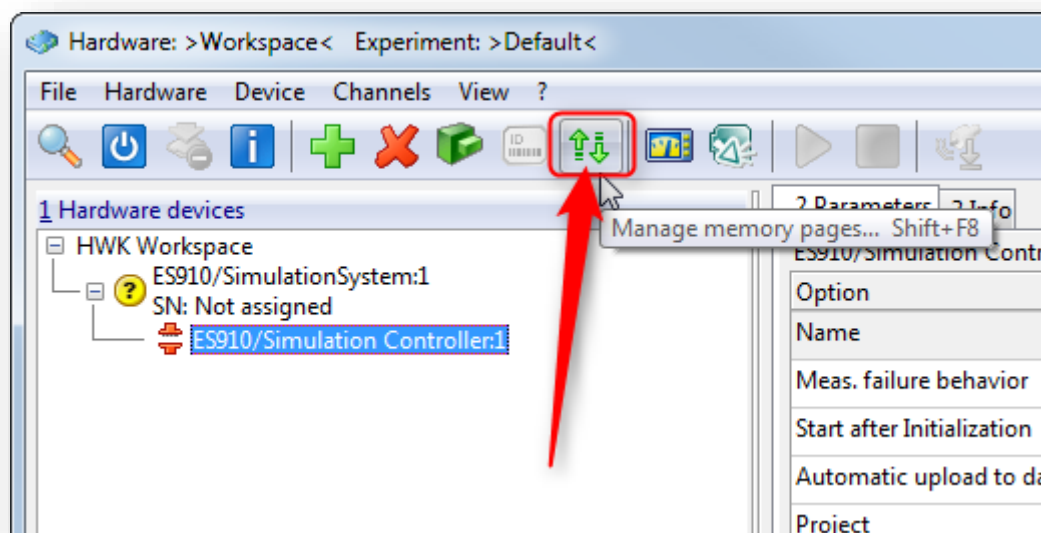 Hardware: >Workspace<   Experiment: >Default<
File   Hardware   Device   Channels   View   ?
ID
1 Hardware devices
2 Parameters   3 Info
Manage memory pages...   Shift+F8
HWK Workspace
ES910/SimulationSystem:1
SN: Not assigned
ES910/Simulation Controller:1
ES910/Simulation Contr
Option
Name
Meas. failure behavior
Start after Initialization
Automatic upload to da
Project